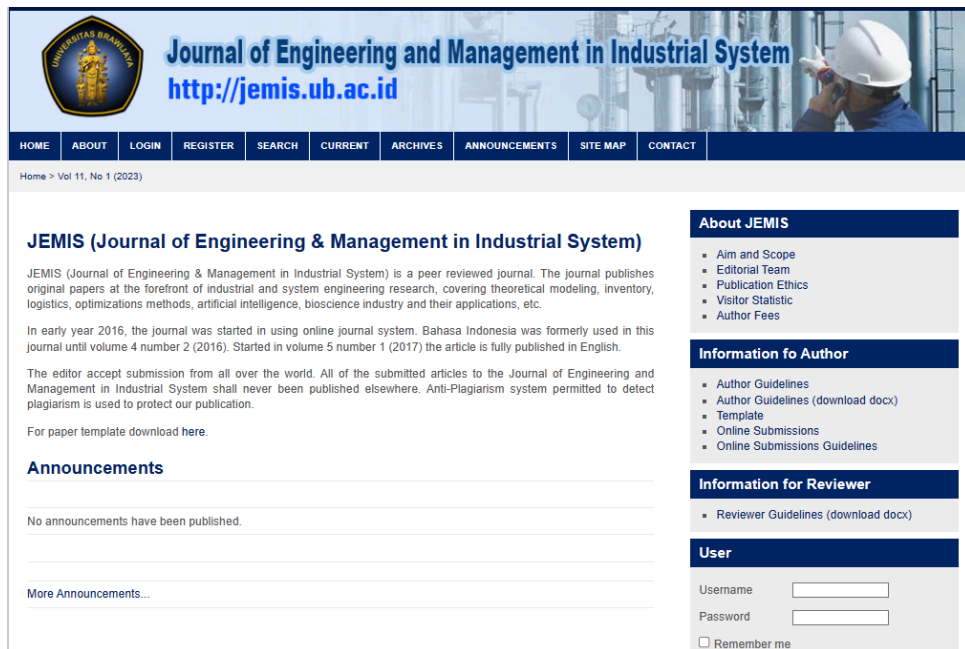 UNIVERSITAS BRAWIJAYA
Journal of Engineering and Management in Industrial System
http://jemis.ub.ac.id
HOME ABOUT LOGIN REGISTER SEARCH CURRENT ARCHIVES ANNOUNCEMENTS SITE MAP CONTACT
Home > Vol 11, No 1 (2023)
JEMIS (Journal of Engineering & Management in Industrial System)
JEMIS (Journal of Engineering & Management in Industrial System) is a peer reviewed journal. The journal publishes
original papers at the forefront of industrial and system engineering research, covering theoretical modeling, inventory,
logistics, optimizations methods, artificial intelligence, bioscience industry and their applications, etc.
In early year 2016, the journal was started in using online journal system. Bahasa Indonesia was formerly used in this
journal until volume 4 number 2 (2016). Started in volume 5 number 1 (2017) the article is fully published in English.
The editor accept submission from all over the world. All of the submitted articles to the Journal of Engineering and
Management in Industrial System shall never been published elsewhere. Anti-Plagiarism system permitted to detect
plagiarism is used to protect our publication.
For paper template download here.
Announcements
No announcements have been published.
More Announcements...
About JEMIS
Aim and Scope
Editorial Team
Publication Ethics
Visitor Statistic
Author Fees
Information fo Author
Author Guidelines
Author Guidelines (download docx)
Template
Online Submissions
Online Submissions Guidelines
Information for Reviewer
Reviewer Guidelines (download docx)
User
Username
Password
Remember me